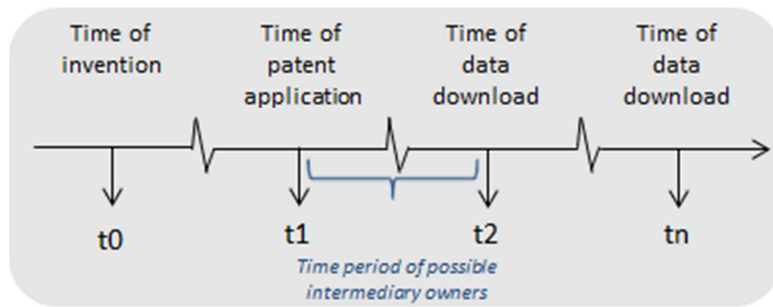 Time of
invention
Time of
patent
application
Time of
data
download
Time of
data
download
t0
t1
t2
tn
Time period of possible
intermediary owners